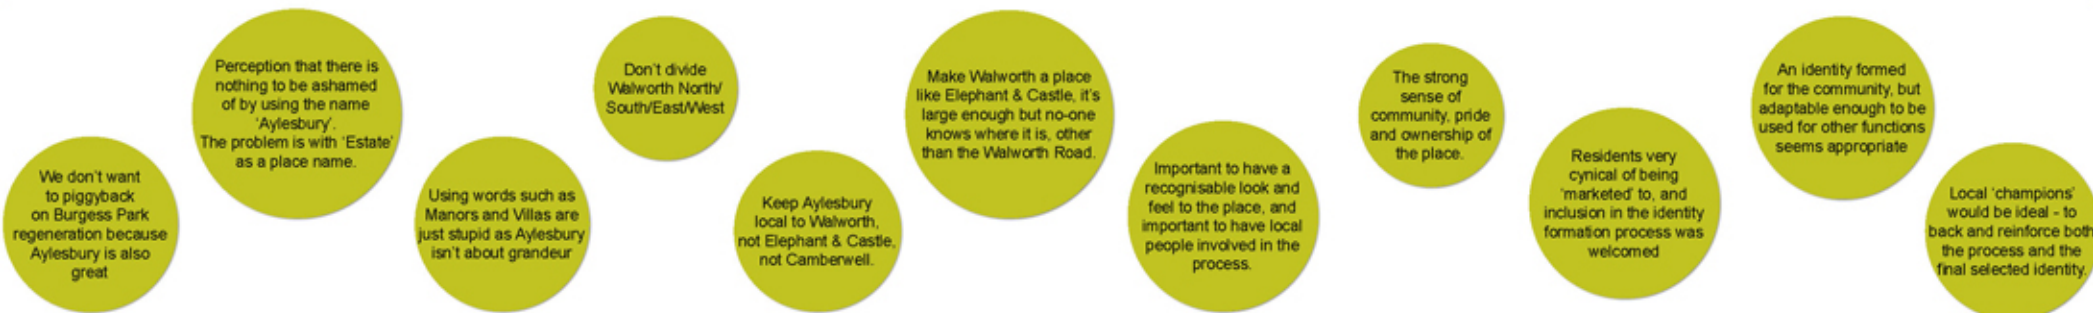 We don't want
to piggyback
on Burgess Park
regeneration because
Aylesbury is also
great
Perception that there is
nothing to be ashamed
of by using the name
'Aylesbury'.
The problem is with 'Estate'
as a place name.
Using words such as
Manors and Villas are
just stupid as Aylesbury
isn't about grandeur
Don't divide
Walworth North/
South/East/West
Keep Aylesbury
local to Walworth,
not Elephant & Castle,
not Camberwell.
Make Walworth a place
like Elephant & Castle, it's
large enough but no-one
knows where it is, other
than the Walworth Road.
Important to have a
recognisable look and
feel to the place, and
important to have local
people involved in the
process.
The strong
sense of
community, pride
and ownership of
the place.
Residents very
cynical of being
'marketed' to, and
inclusion in the identity
formation process was
welcomed
An identity formed
for the community, but
adaptable enough to be
used for other functions
seems appropriate
Local 'champions'
would be ideal - to
back and reinforce both
the process and the
final selected identity.